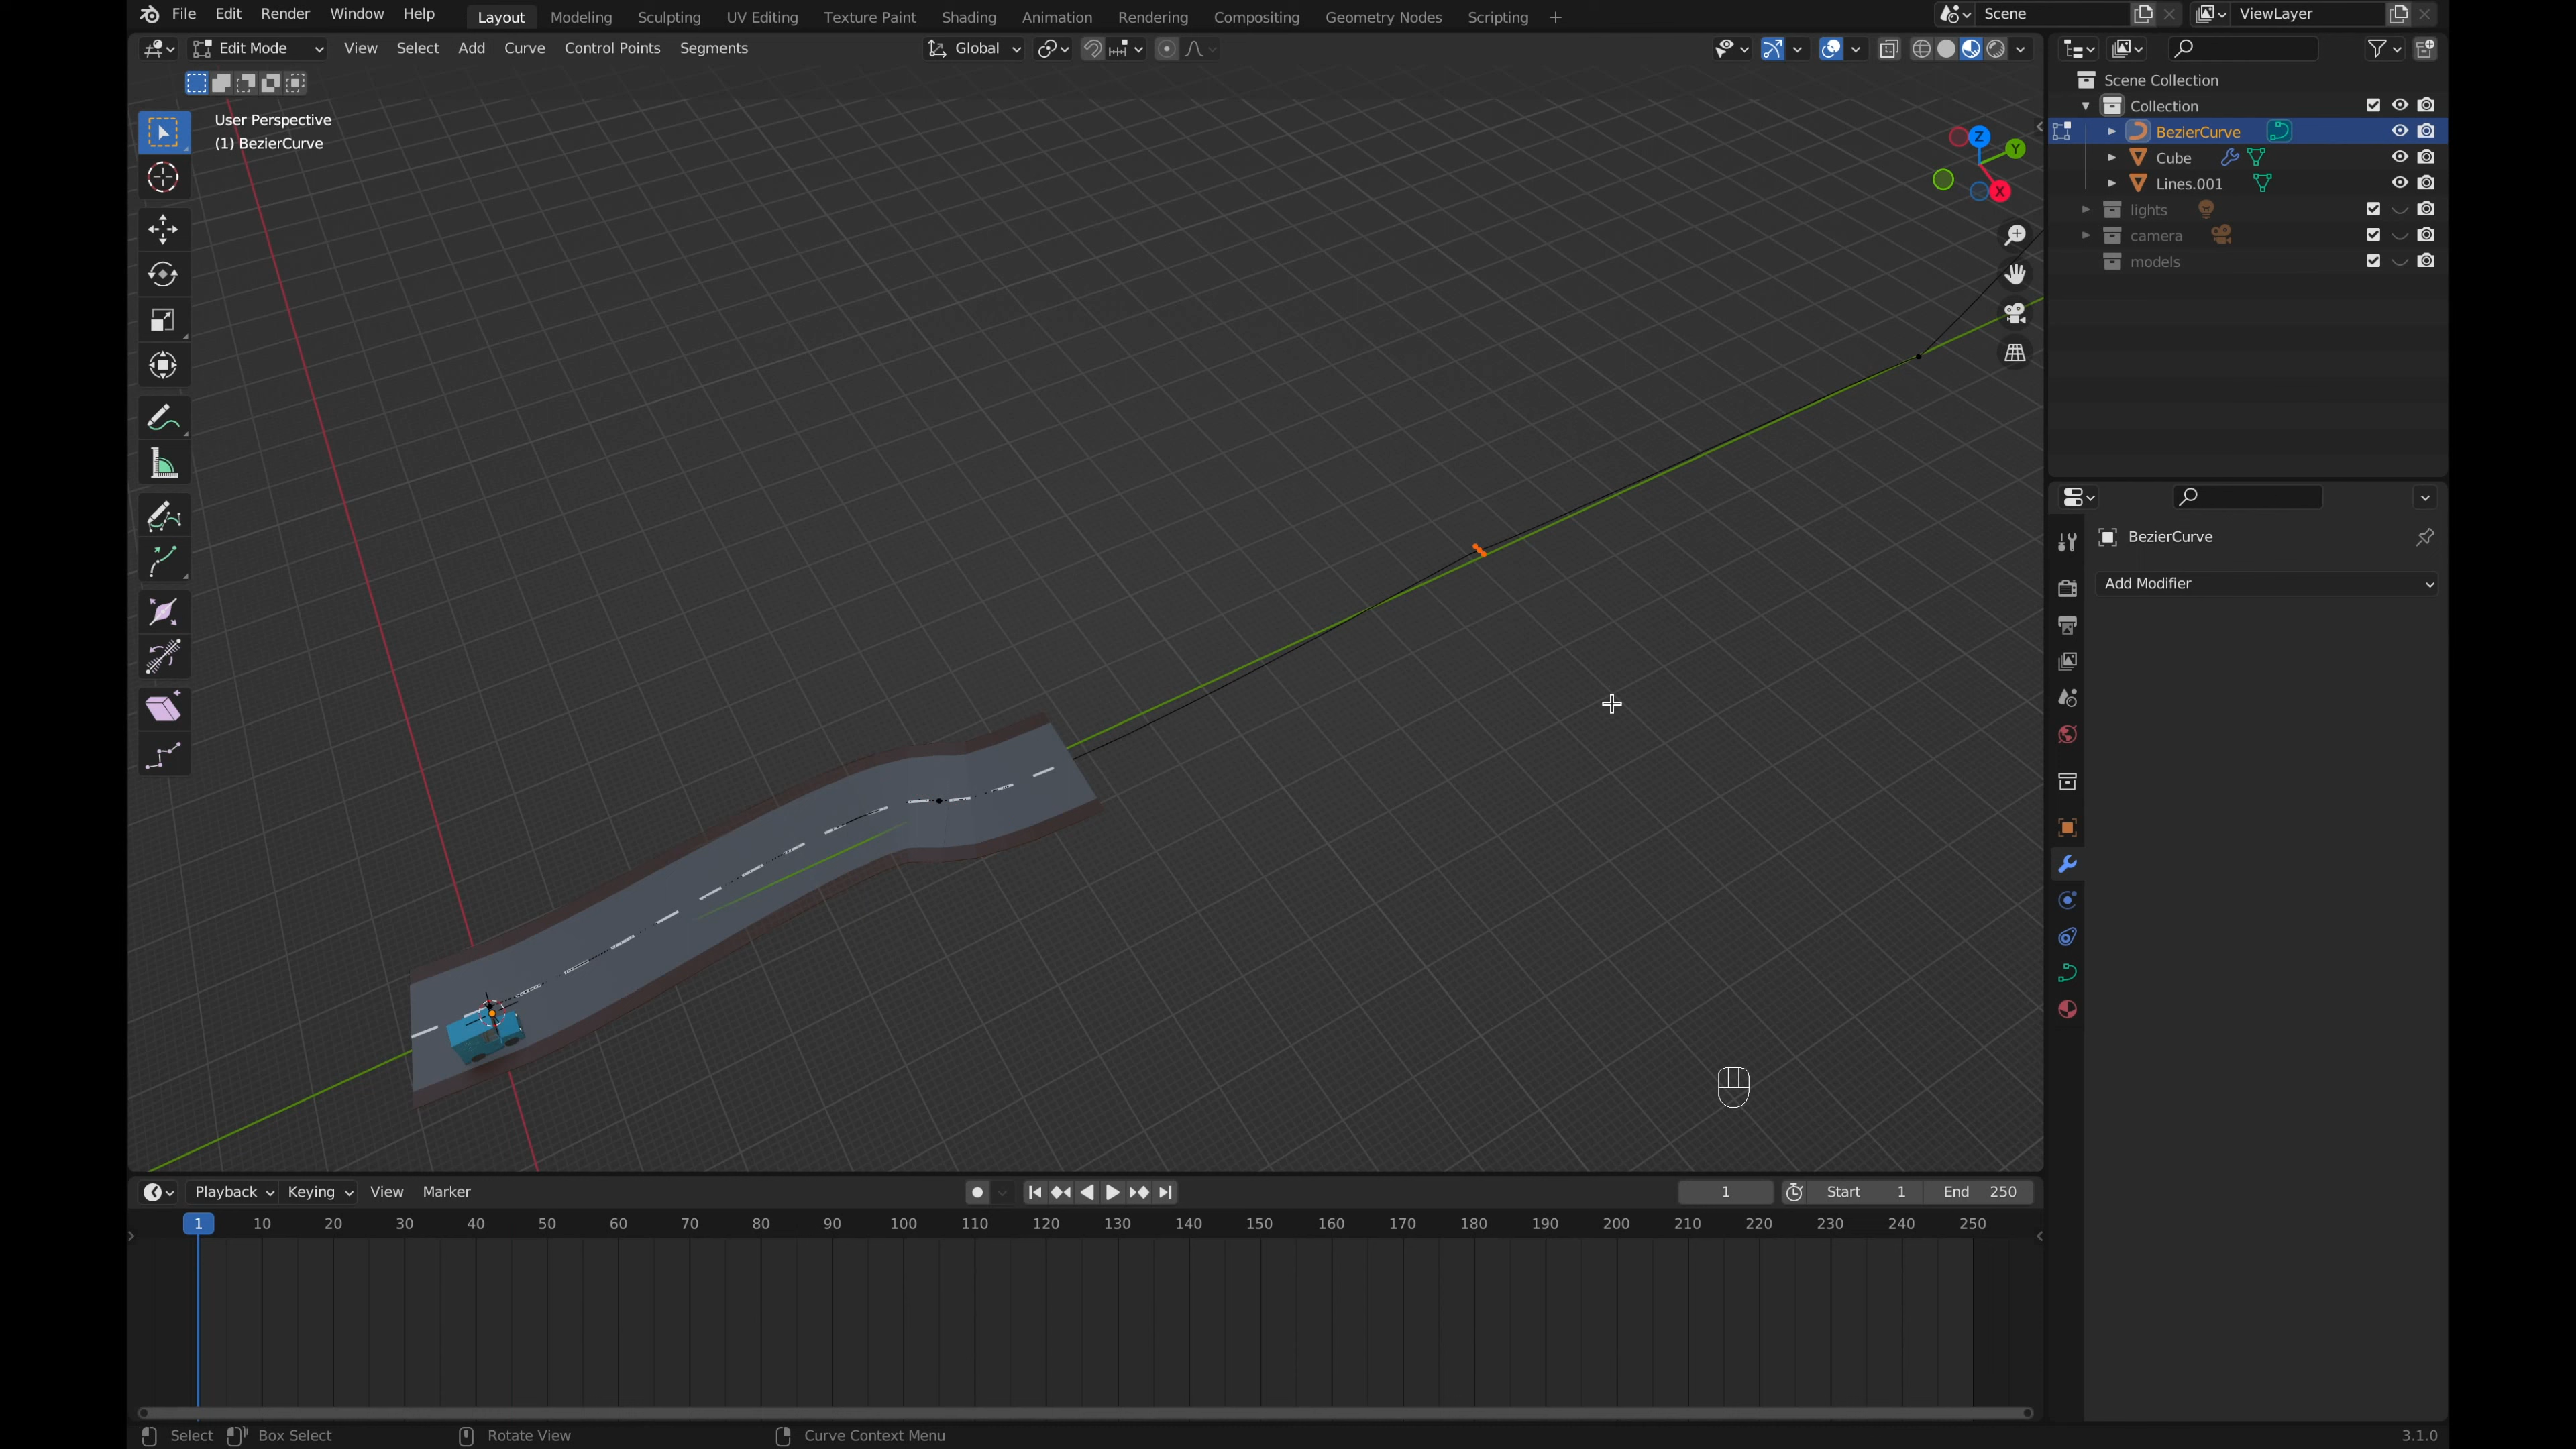 File Edit Render Window Help Layout Modeling Sculpting UV Editing Texture Paint Shading Animation Rendering Compositing Geometry Nodes Scripting Scene ViewLayer
Edit Mode View Select Add Curve Control Points Segments Global
User Perspective
(1) BezierCurve
Z
Y
X
Scene Collection
Collection
BezierCurve
Cube
Lines.001
lights
camera
models
BezierCurve
Add Modifier
Playback Keying View Marker 1 Start 1 End 250
1 10 20 30 40 50 60 70 80 90 100 110 120 130 140 150 160 170 180 190 200 210 220 230 240 250
Select Box Select Rotate View Curve Context Menu 3.1.0